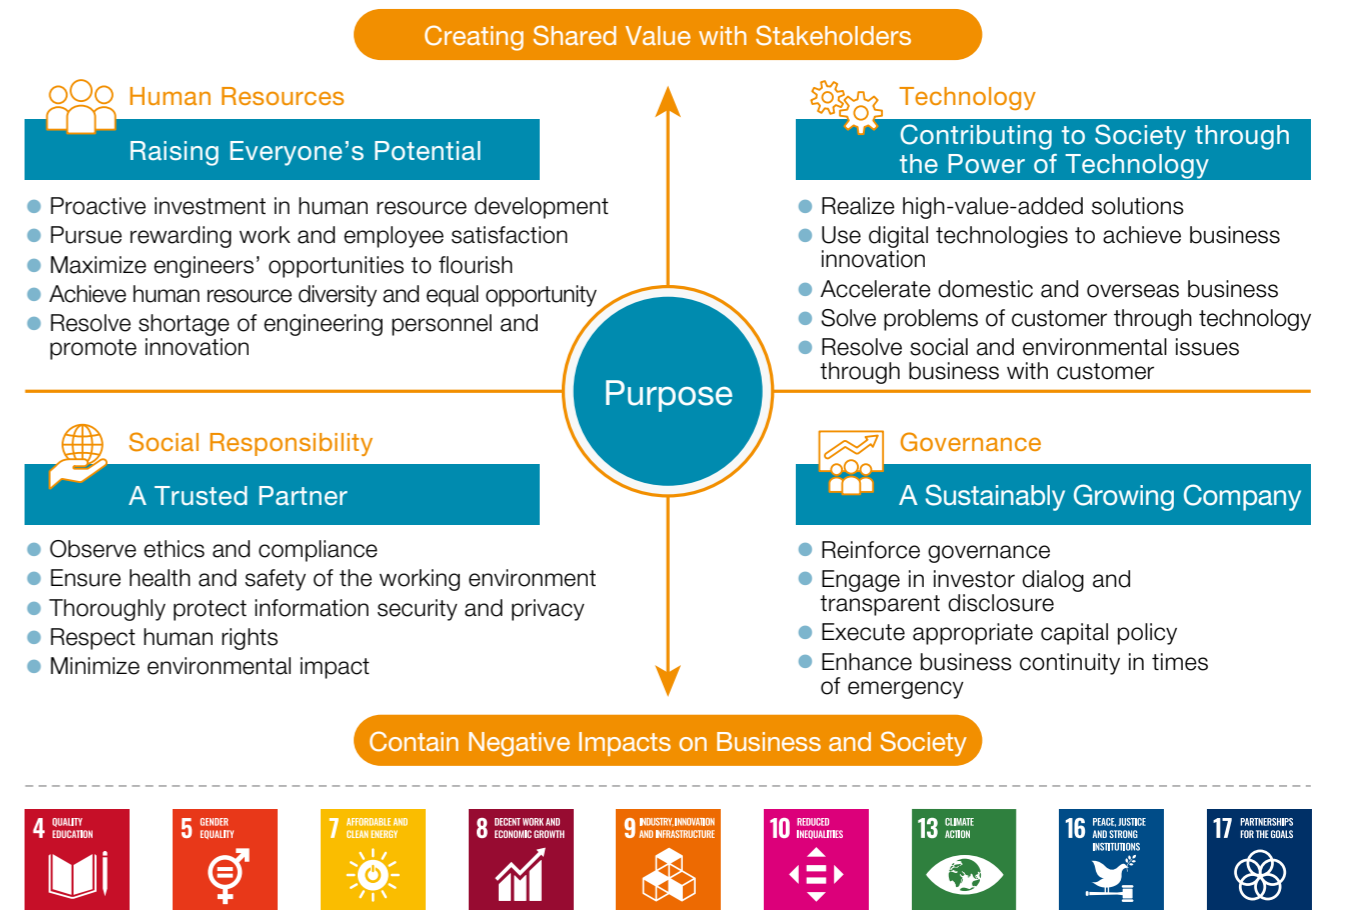 Creating Shared Value with Stakeholders
Human Resources
Raising Everyone’s Potential
Proactive investment in human resource development
Pursue rewarding work and employee satisfaction
Maximize engineers’ opportunities to flourish
Achieve human resource diversity and equal opportunity
Resolve shortage of engineering personnel and
promote innovation
Technology
Contributing to Society through
the Power of Technology
Realize high-value-added solutions
Use digital technologies to achieve business
innovation
Accelerate domestic and overseas business
Solve problems of customer through technology
Resolve social and environmental issues
through business with customer
Purpose
Social Responsibility
A Trusted Partner
Observe ethics and compliance
Ensure health and safety of the working environment
Thoroughly protect information security and privacy
Respect human rights
Minimize environmental impact
Governance
A Sustainably Growing Company
Reinforce governance
Engage in investor dialog and
transparent disclosure
Execute appropriate capital policy
Enhance business continuity in times
of emergency
Contain Negative Impacts on Business and Society
4 QUALITY
EDUCATION
5 GENDER
EQUALITY
7 AFFORDABLE AND
CLEAN ENERGY
8 DECENT WORK AND
ECONOMIC GROWTH
9 INDUSTRY, INNOVATION
AND INFRASTRUCTURE
10 REDUCED
INEQUALITIES
13 CLIMATE
ACTION
16 PEACE, JUSTICE
AND STRONG
INSTITUTIONS
17 PARTNERSHIPS
FOR THE GOALS